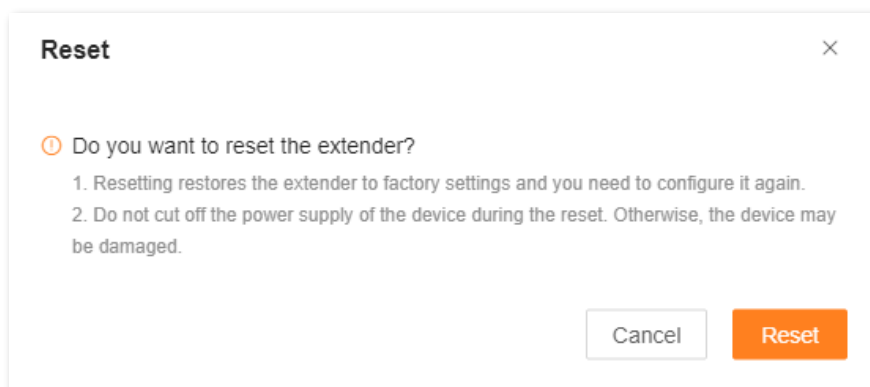 Reset
Do you want to reset the extender?
1. Resetting restores the extender to factory settings and you need to configure it again.
2. Do not cut off the power supply of the device during the reset. Otherwise, the device may
be damaged.
Cancel
Reset